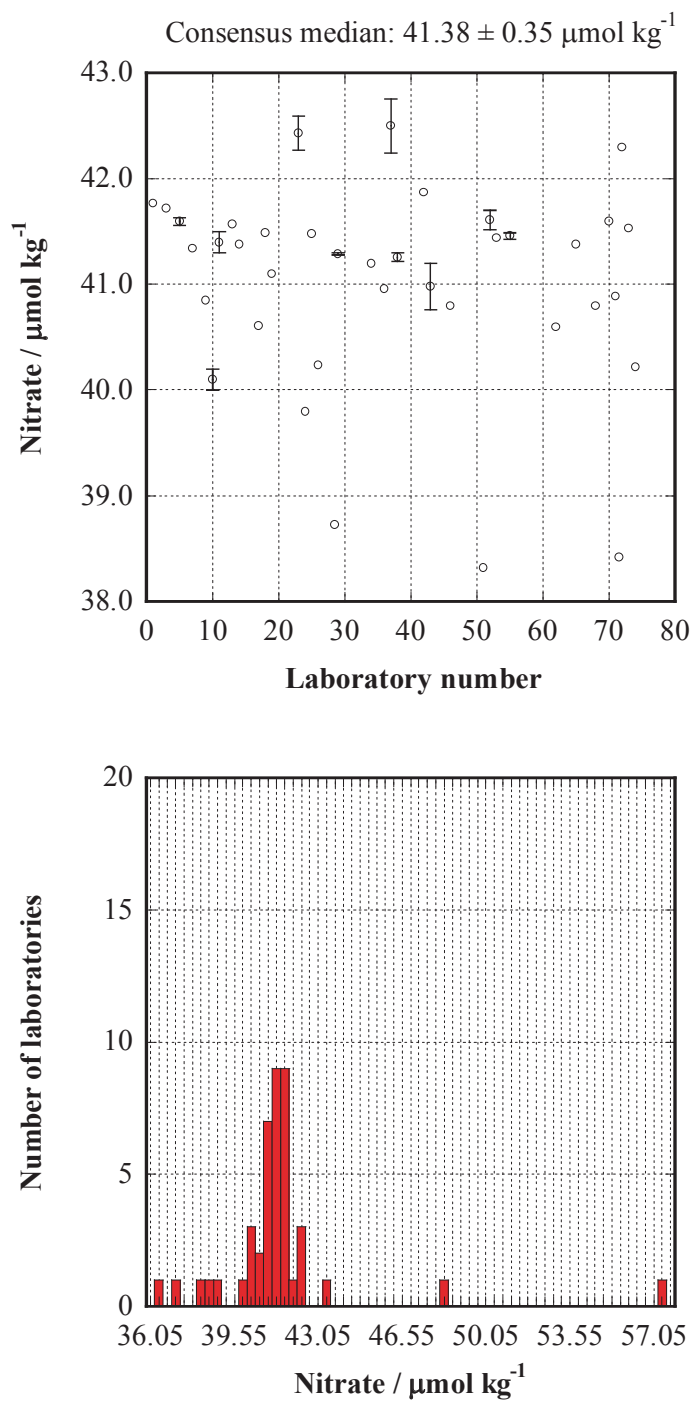 Consensus median: 41.38 ± 0.35 μmol kg⁻¹
43.0
42.0
41.0
40.0
39.0
38.0
Nitrate / μmol kg⁻¹
0 10 20 30 40 50 60 70 80
Laboratory number
20
15
10
5
0
Number of laboratories
36.05 39.55 43.05 46.55 50.05 53.55 57.05
Nitrate / μmol kg⁻¹